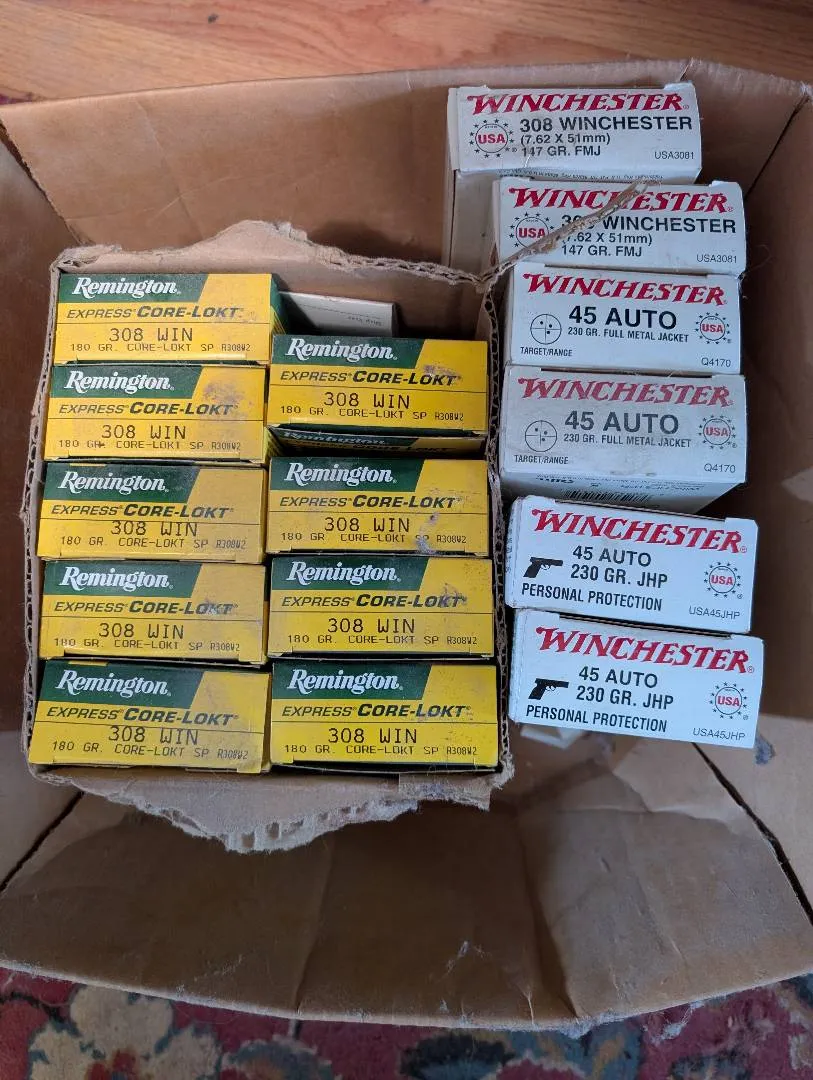 Remington
EXPRESS® CORE-LOKT®
308 WIN
180 GR. CORE-LOKT SP R308W2
Remington
EXPRESS® CORE-LOKT®
308 WIN
180 GR. CORE-LOKT SP R308W2
Remington
EXPRESS® CORE-LOKT®
308 WIN
180 GR. CORE-LOKT SP R308W2
Remington
EXPRESS® CORE-LOKT®
308 WIN
180 GR. CORE-LOKT SP R308W2
Remington
EXPRESS® CORE-LOKT®
308 WIN
180 GR. CORE-LOKT SP R308W2
Remington
EXPRESS® CORE-LOKT®
308 WIN
180 GR. CORE-LOKT SP R308W2
Remington
Remington
EXPRESS® CORE-LOKT®
308 WIN
180 GR CORE-LOKT SP R308W2
Remington
EXPRESS® CORE-LOKT®
308 WIN
180 GR. CORE-LOKT SP R308W2
Remington
EXPRESS® CORE-LOKT®
308 WIN
180 GR. CORE-LOKT SP R308W2
WINCHESTER®
USA
308 WINCHESTER
(7.62 X 51mm)
147 GR. FMJ
USA3081
WINCHESTER®
USA
308 WINCHESTER
(7.62 X 51mm)
147 GR. FMJ
USA3081
WINCHESTER®
45 AUTO
230 GR. FULL METAL JACKET
USA
TARGET/RANGE
Q4170
WINCHESTER®
45 AUTO
230 GR. FULL METAL JACKET
USA
TARGET/RANGE
Q4170
WINCHESTER®
45 AUTO
230 GR. JHP
PERSONAL PROTECTION
USA
USA45JHP
WINCHESTER®
45 AUTO
230 GR. JHP
PERSONAL PROTECTION
USA
USA45JHP